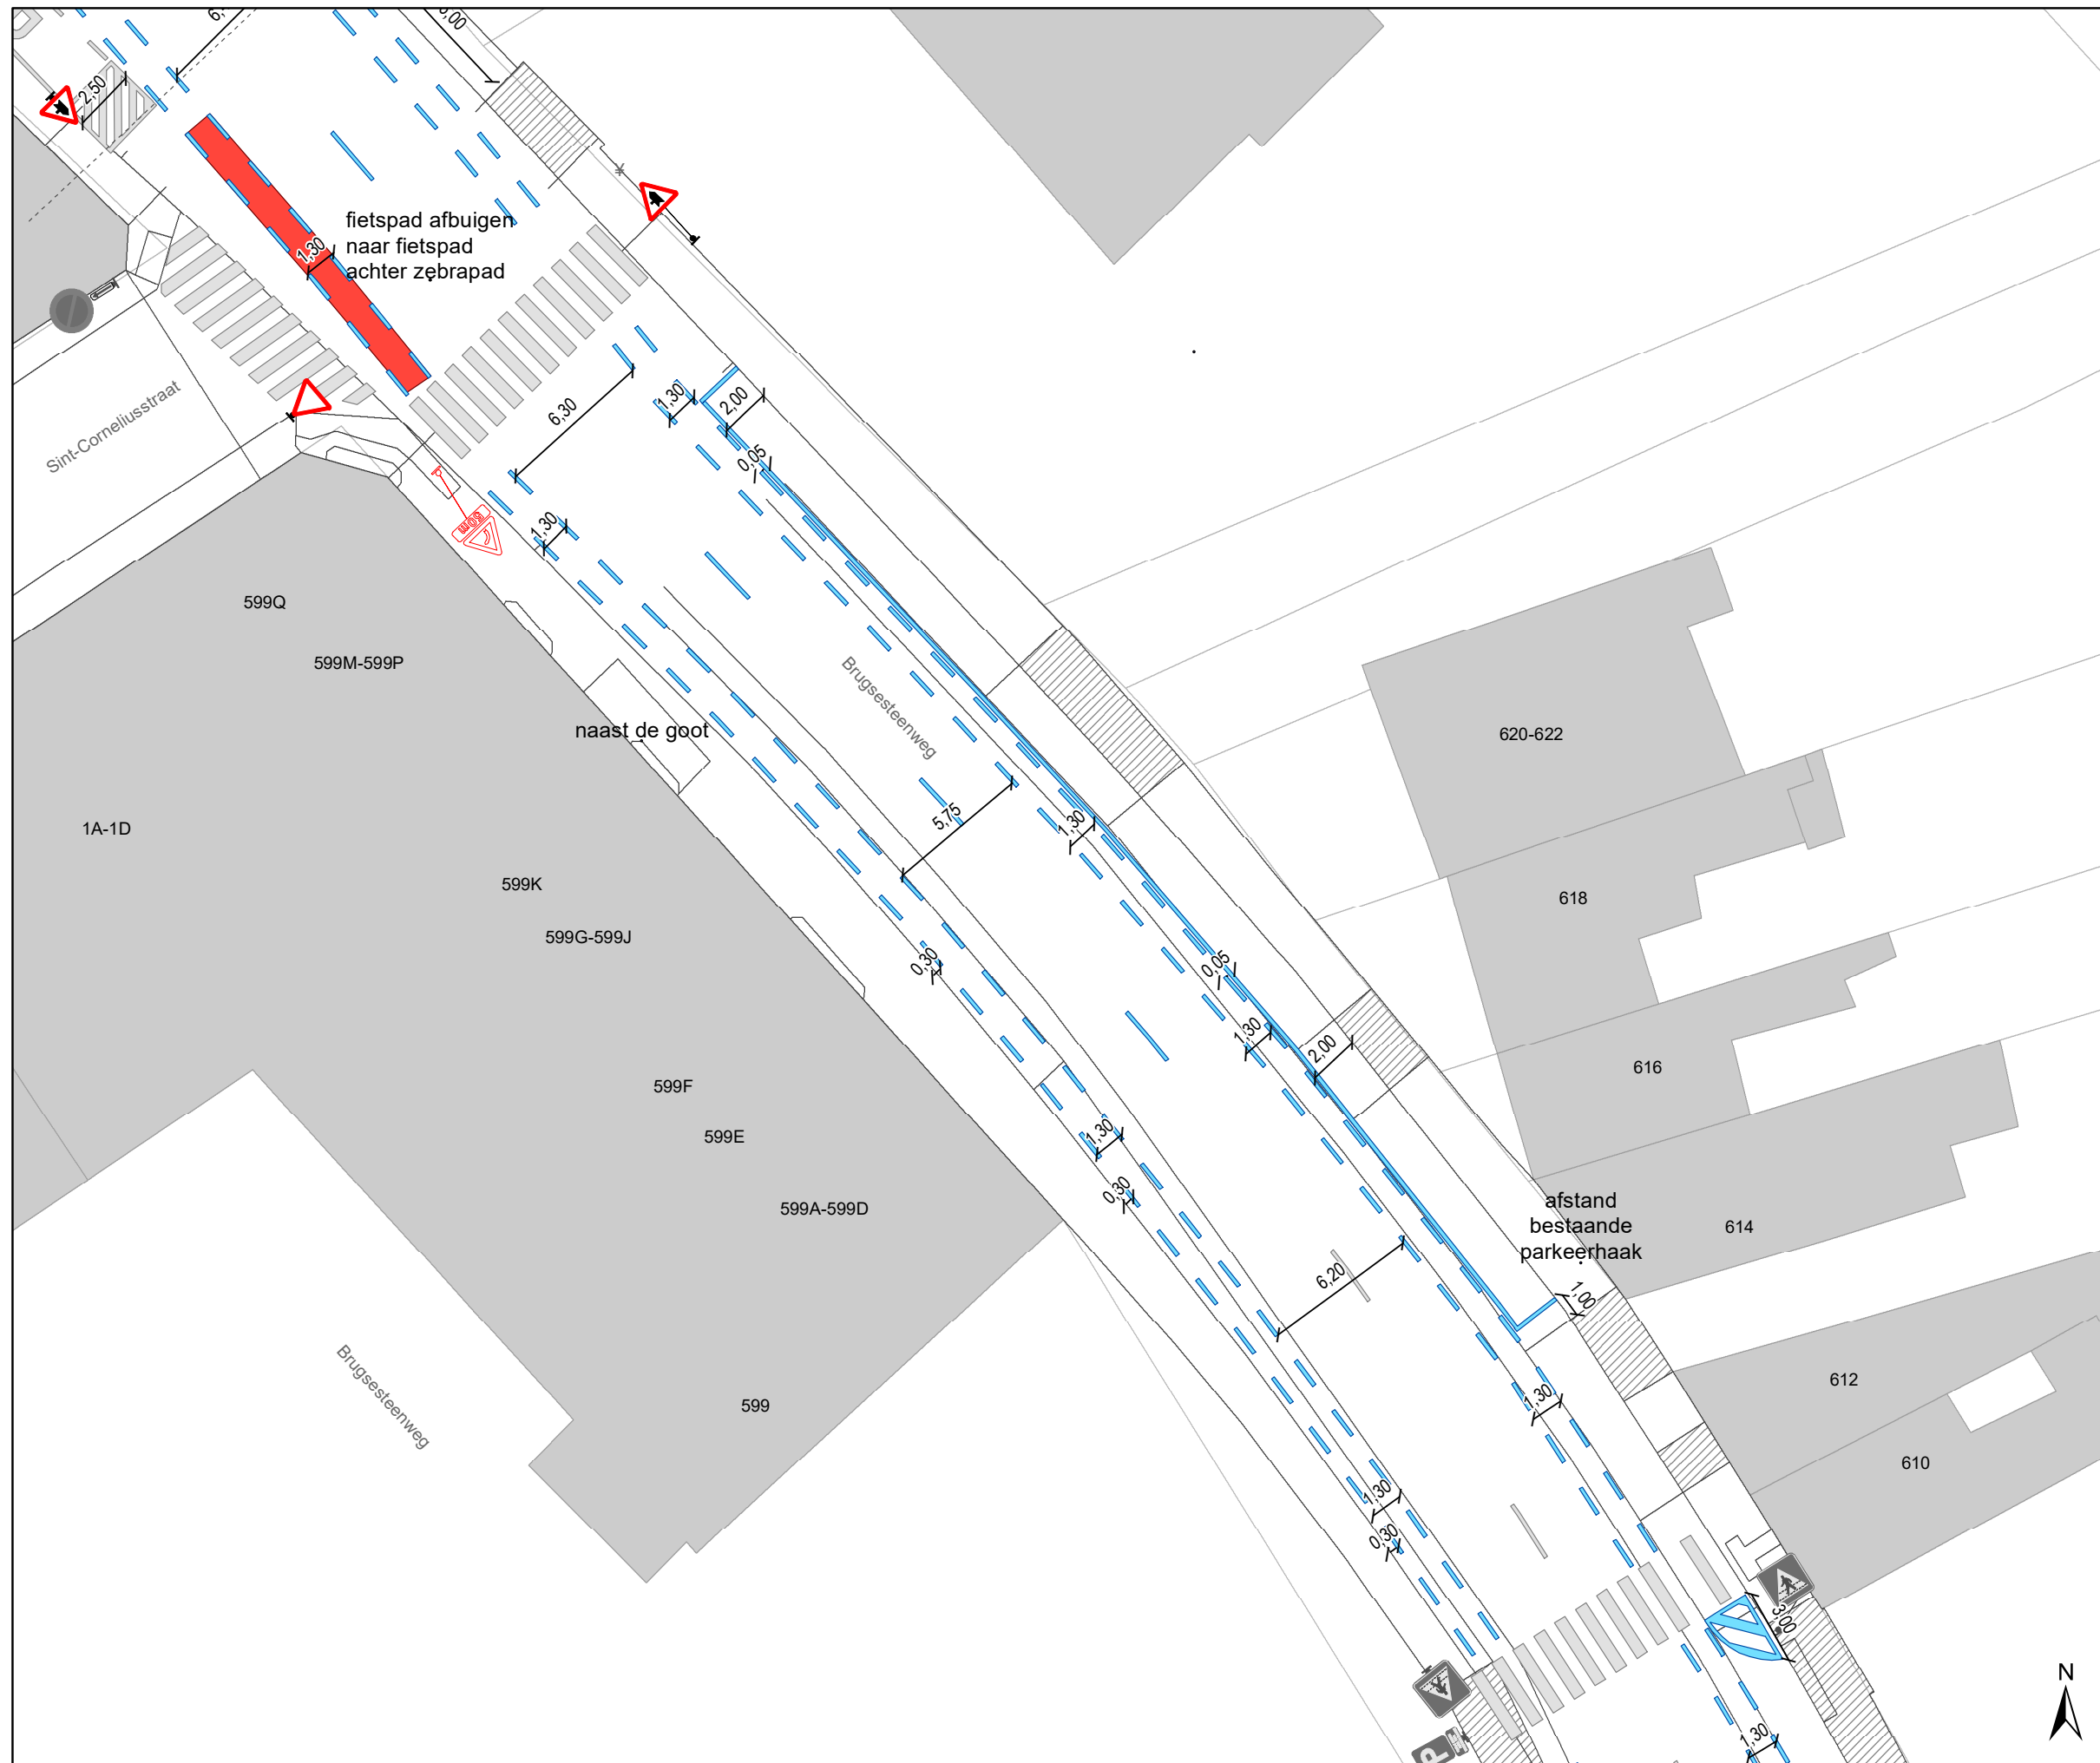 6,00
2,50
fietspad afbuigen
naar fietspad
achter zebrapad
1,30
Sint-Corneliusstraat
6,30
1,30
2,00
0,05
50m
1,30
599Q
599M-599P
naast de goot
Brugsesteenweg
620-622
1A-1D
5,75
1,30
599K
618
599G-599J
0,30
0,05
1,30
2,00
616
599F
599E
1,30
0,30
599A-599D
afstand
bestaande
parkeerhaak
614
6,20
1,00
Brugsesteenweg
599
612
1,30
610
1,30
0,30
3,00
N
P
1,30